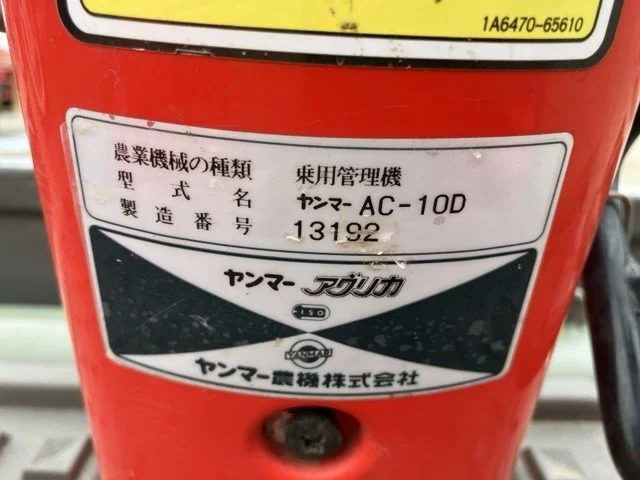 1A6470-65610
農業機械の種類 乗用管理機
型式名 ヤンマー AC-10D
製造番号 13192
ヤンマー アグリカ
ISO
YANMAR
ヤンマー農機株式会社